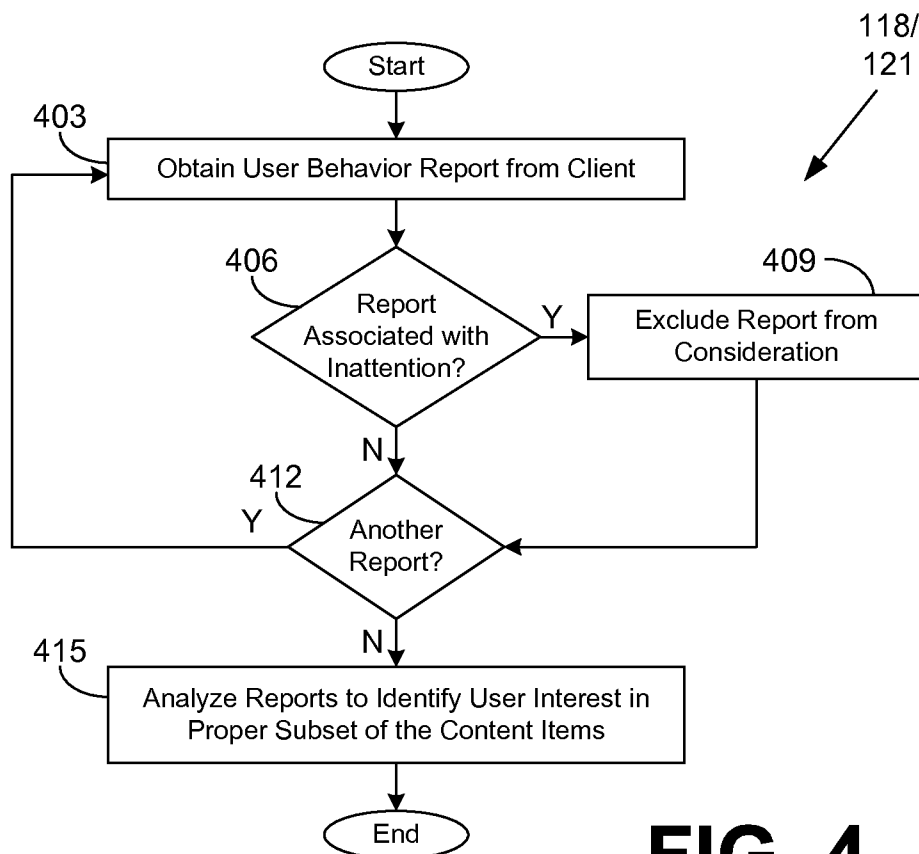 118/
121
Start
403
Obtain User Behavior Report from Client
406
Report
Associated with
Inattention?
Y
409
Exclude Report from
Consideration
N
412
Y
Another
Report?
N
415
Analyze Reports to Identify User Interest in
Proper Subset of the Content Items
End
FIG. 4